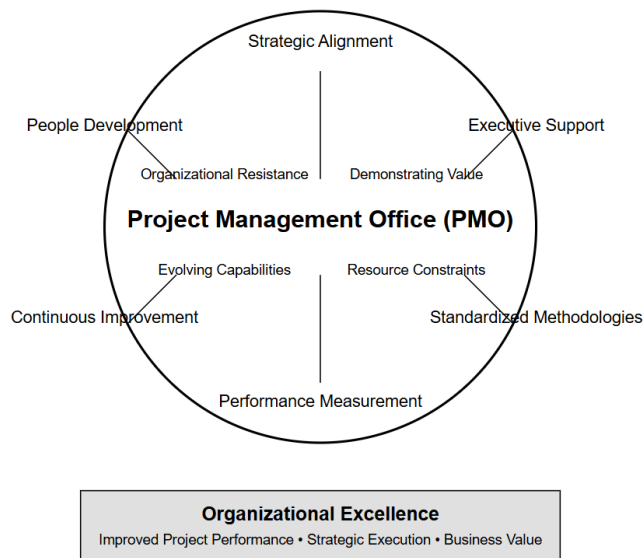 Strategic Alignment
People Development
Executive Support
Organizational Resistance
Demonstrating Value
Project Management Office (PMO)
Evolving Capabilities
Resource Constraints
Continuous Improvement
Standardized Methodologies
Performance Measurement
Organizational Excellence
Improved Project Performance • Strategic Execution • Business Value